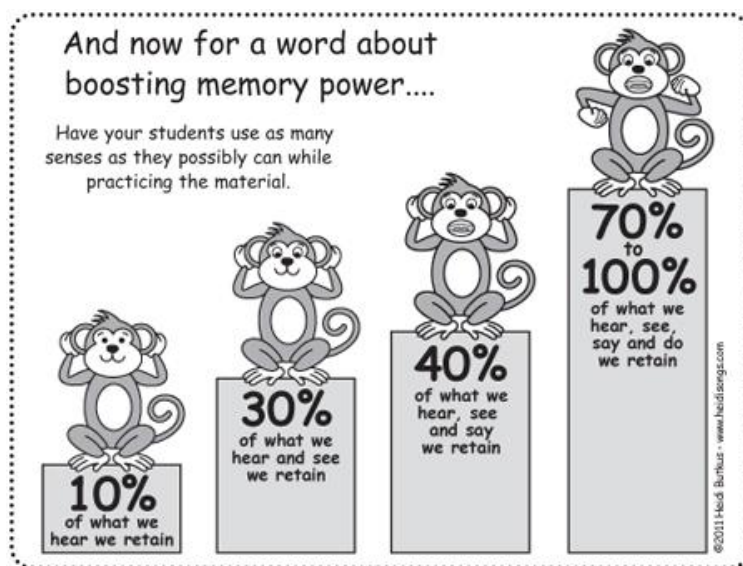 And now for a word about
boosting memory power....
Have your students use as many
senses as they possibly can while
practicing the material.
10%
of what we
hear we retain
30%
of what we
hear and see
we retain
40%
of what we
hear, see
and say
we retain
70%
to
100%
of what we
hear, see,
say and do
we retain
©2011 Heidi Butkus - www.heidisongs.com